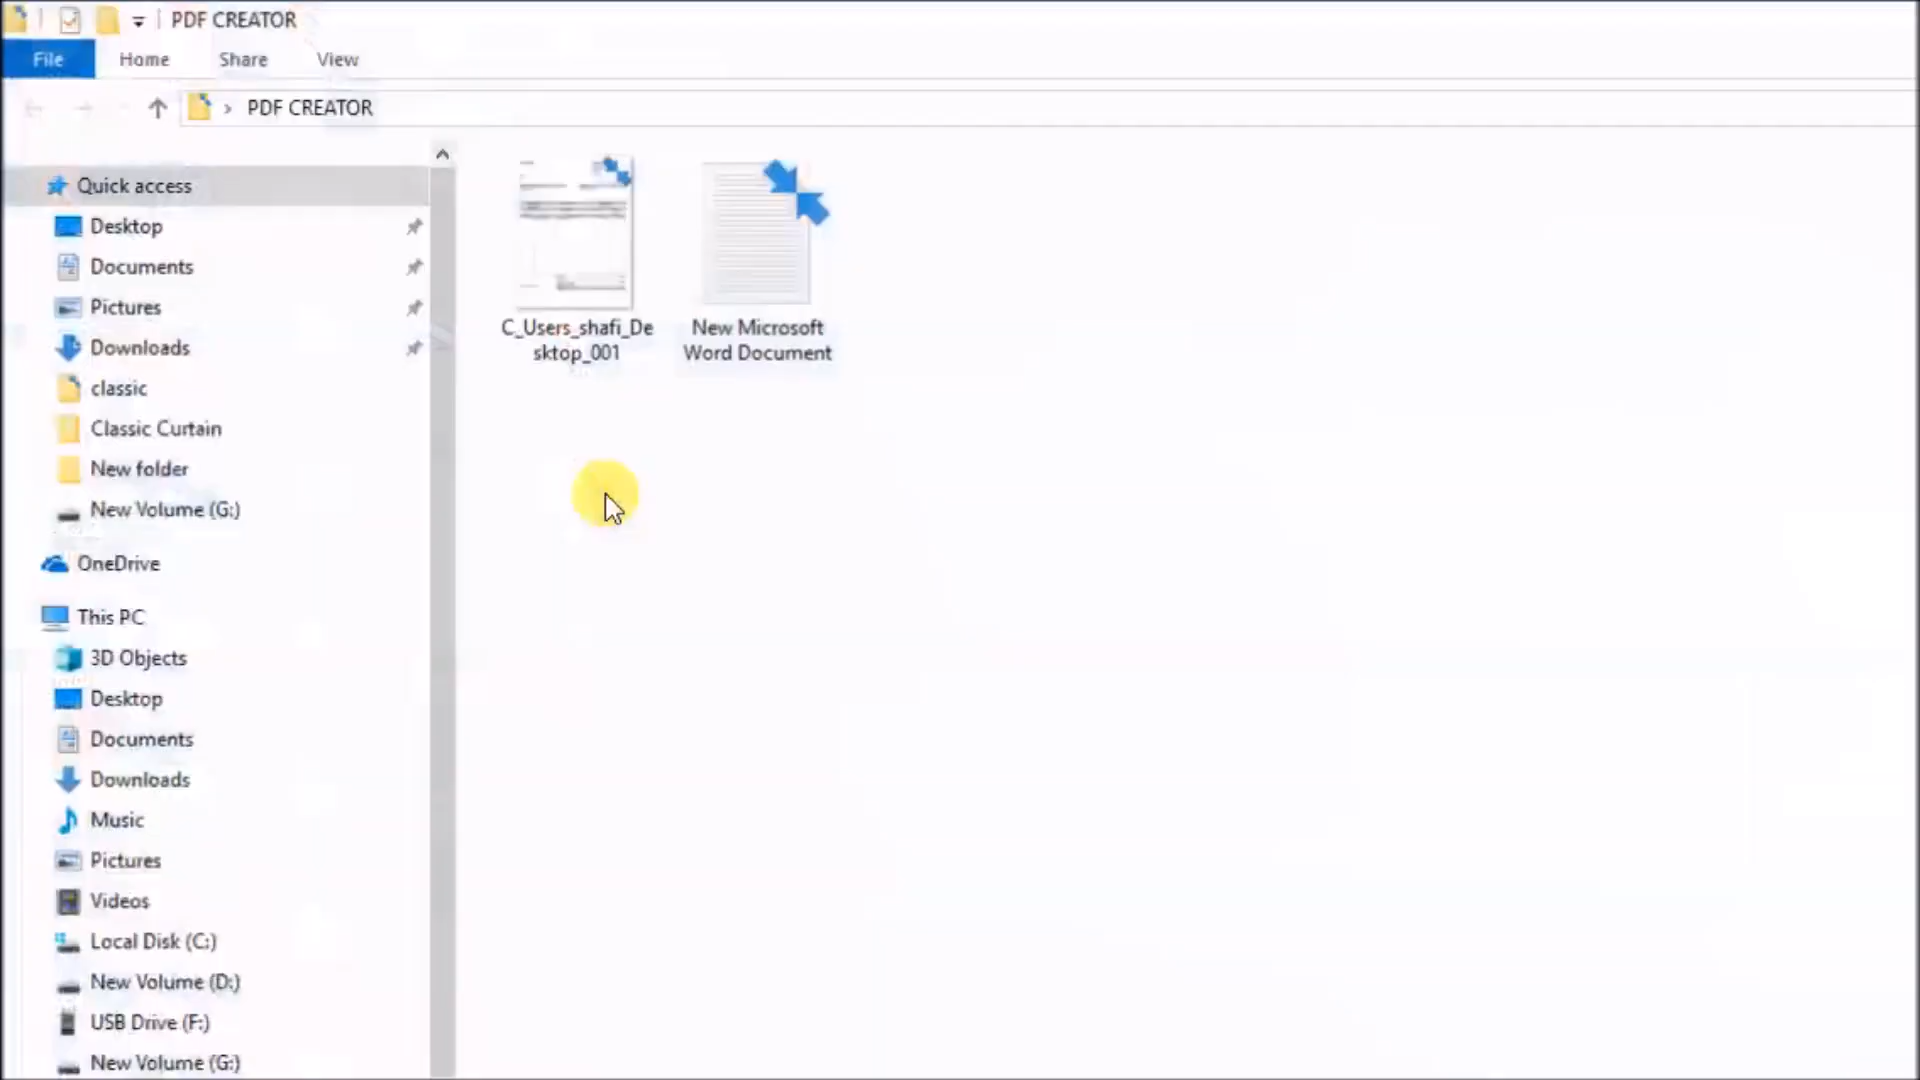 PDF CREATOR
File Home Share View
PDF CREATOR
Quick access
Desktop
Documents
Pictures
Downloads
classic
Classic Curtain
New folder
New Volume (G:)
OneDrive
This PC
3D Objects
Desktop
Documents
Downloads
Music
Pictures
Videos
Local Disk (C:)
New Volume (D:)
USB Drive (F:)
New Volume (G:)
C_Users_shafi_De
sktop_001
New Microsoft
Word Document